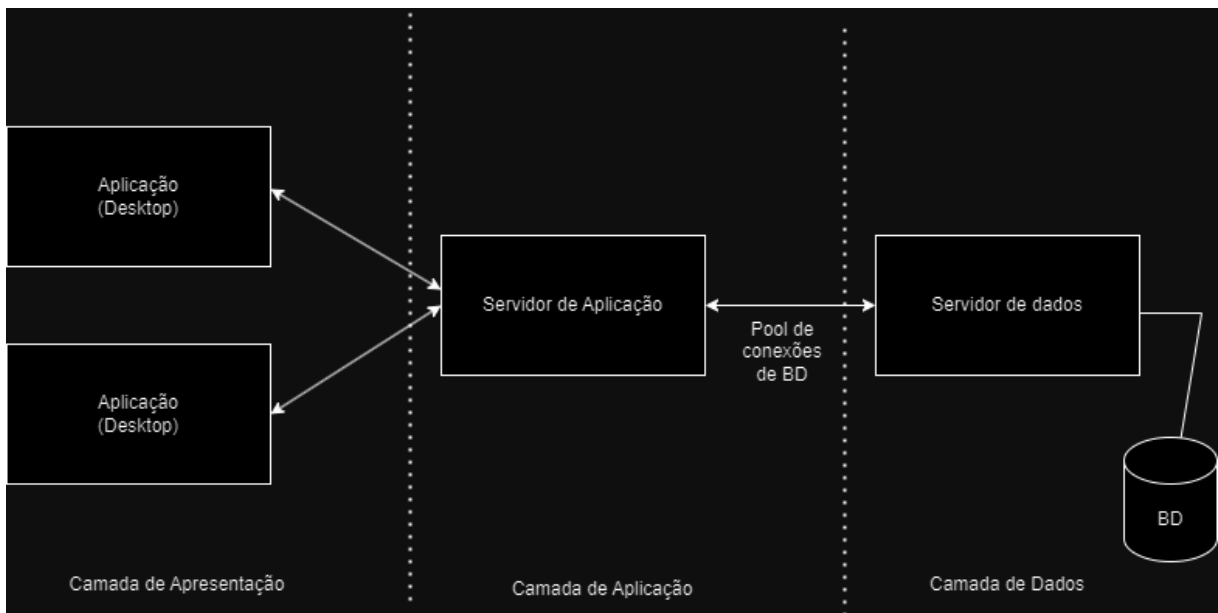 Aplicação
(Desktop)
Aplicação
(Desktop)
Servidor de Aplicação
Pool de
conexões
de BD
Servidor de dados
BD
Camada de Apresentação
Camada de Aplicação
Camada de Dados